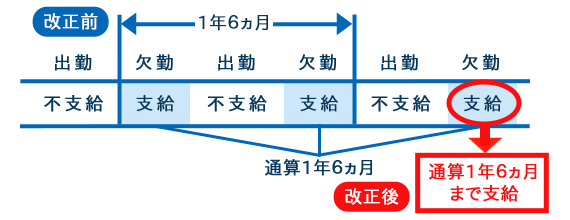 改正前
1年6ヵ月
出勤 欠勤 出勤 欠勤 出勤 欠勤
不支給 支給 不支給 支給 不支給 支給
通算1年6ヵ月
改正後
通算1年6ヵ月
まで支給